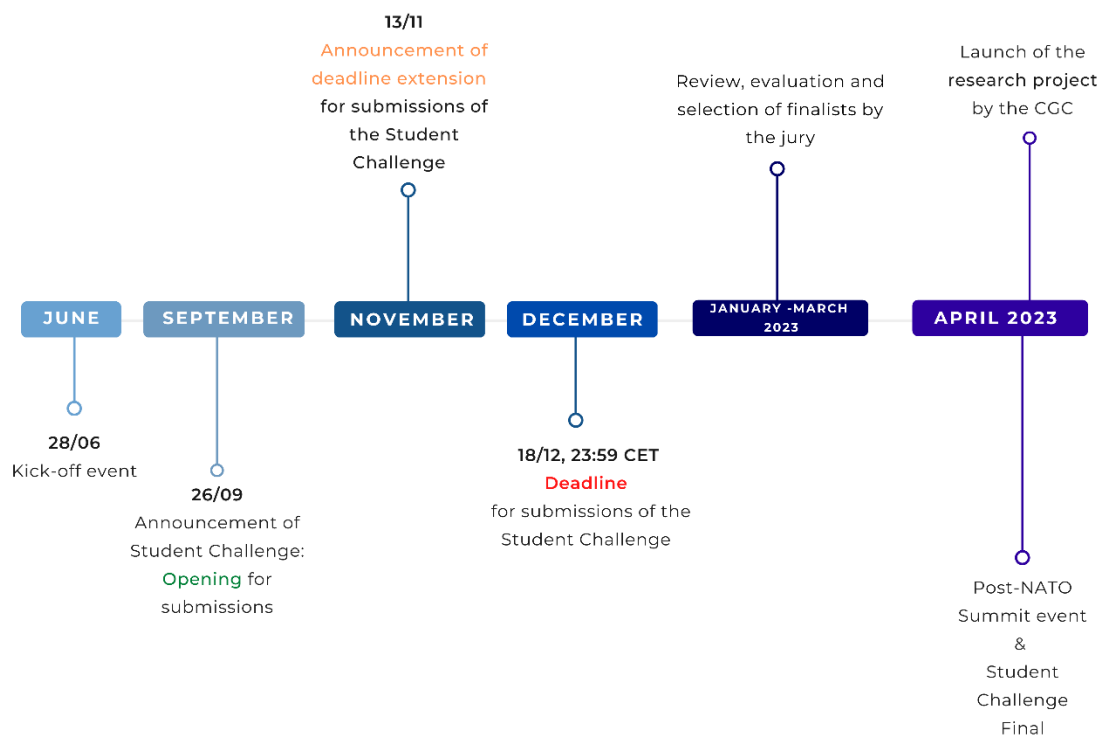 13/11
Announcement of
deadline extension
for submissions of
the Student
Challenge
Review, evaluation and
selection of finalists by
the jury
Launch of the
research project
by the CGC
JUNE
SEPTEMBER
NOVEMBER
DECEMBER
JANUARY -MARCH
2023
APRIL 2023
28/06
Kick-off event
26/09
Announcement of
Student Challenge:
Opening for
submissions
18/12, 23:59 CET
Deadline
for submissions of the
Student Challenge
Post-NATO
Summit event
&
Student
Challenge
Final